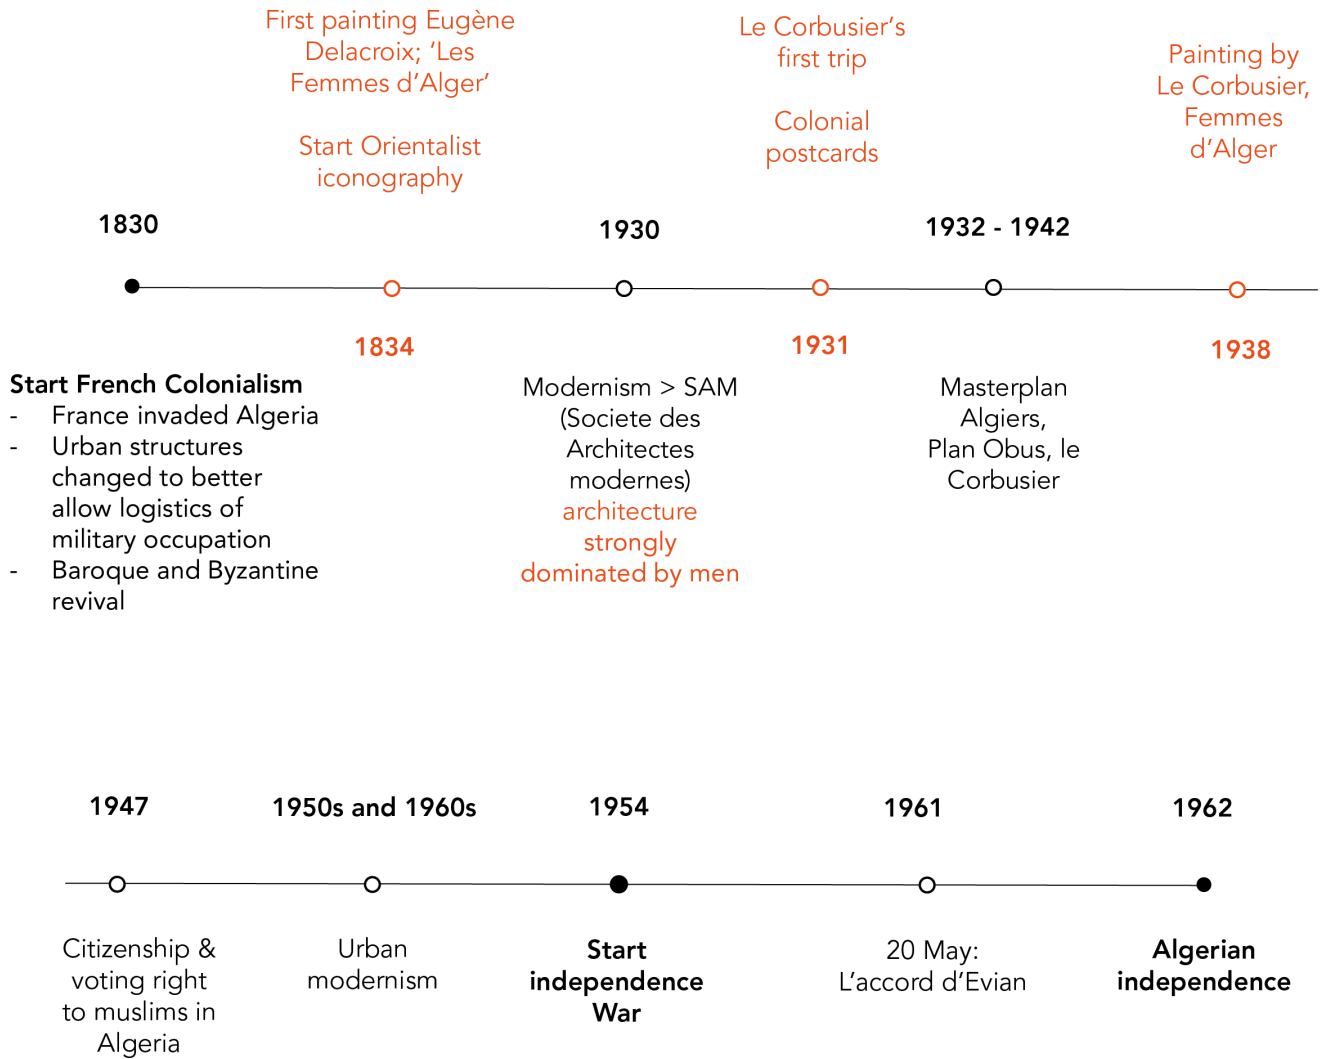 First painting Eugène
Delacroix; ‘Les
Femmes d’Alger’
Start Orientalist
iconography
Le Corbusier’s
first trip
Colonial
postcards
Painting by
Le Corbusier,
Femmes
d’Alger
1830
1930
1932 - 1942
1834
1931
1938
Start French Colonialism
- France invaded Algeria
- Urban structures
changed to better
allow logistics of
military occupation
- Baroque and Byzantine
revival
Modernism > SAM
(Societe des
Architectes
modernes)
architecture
strongly
dominated by men
Masterplan
Algiers,
Plan Obus, le
Corbusier
1947
1950s and 1960s
1954
1961
1962
Citizenship &
voting right
to muslims in
Algeria
Urban
modernism
Start
independence
War
20 May:
L’accord d’Evian
Algerian
independence